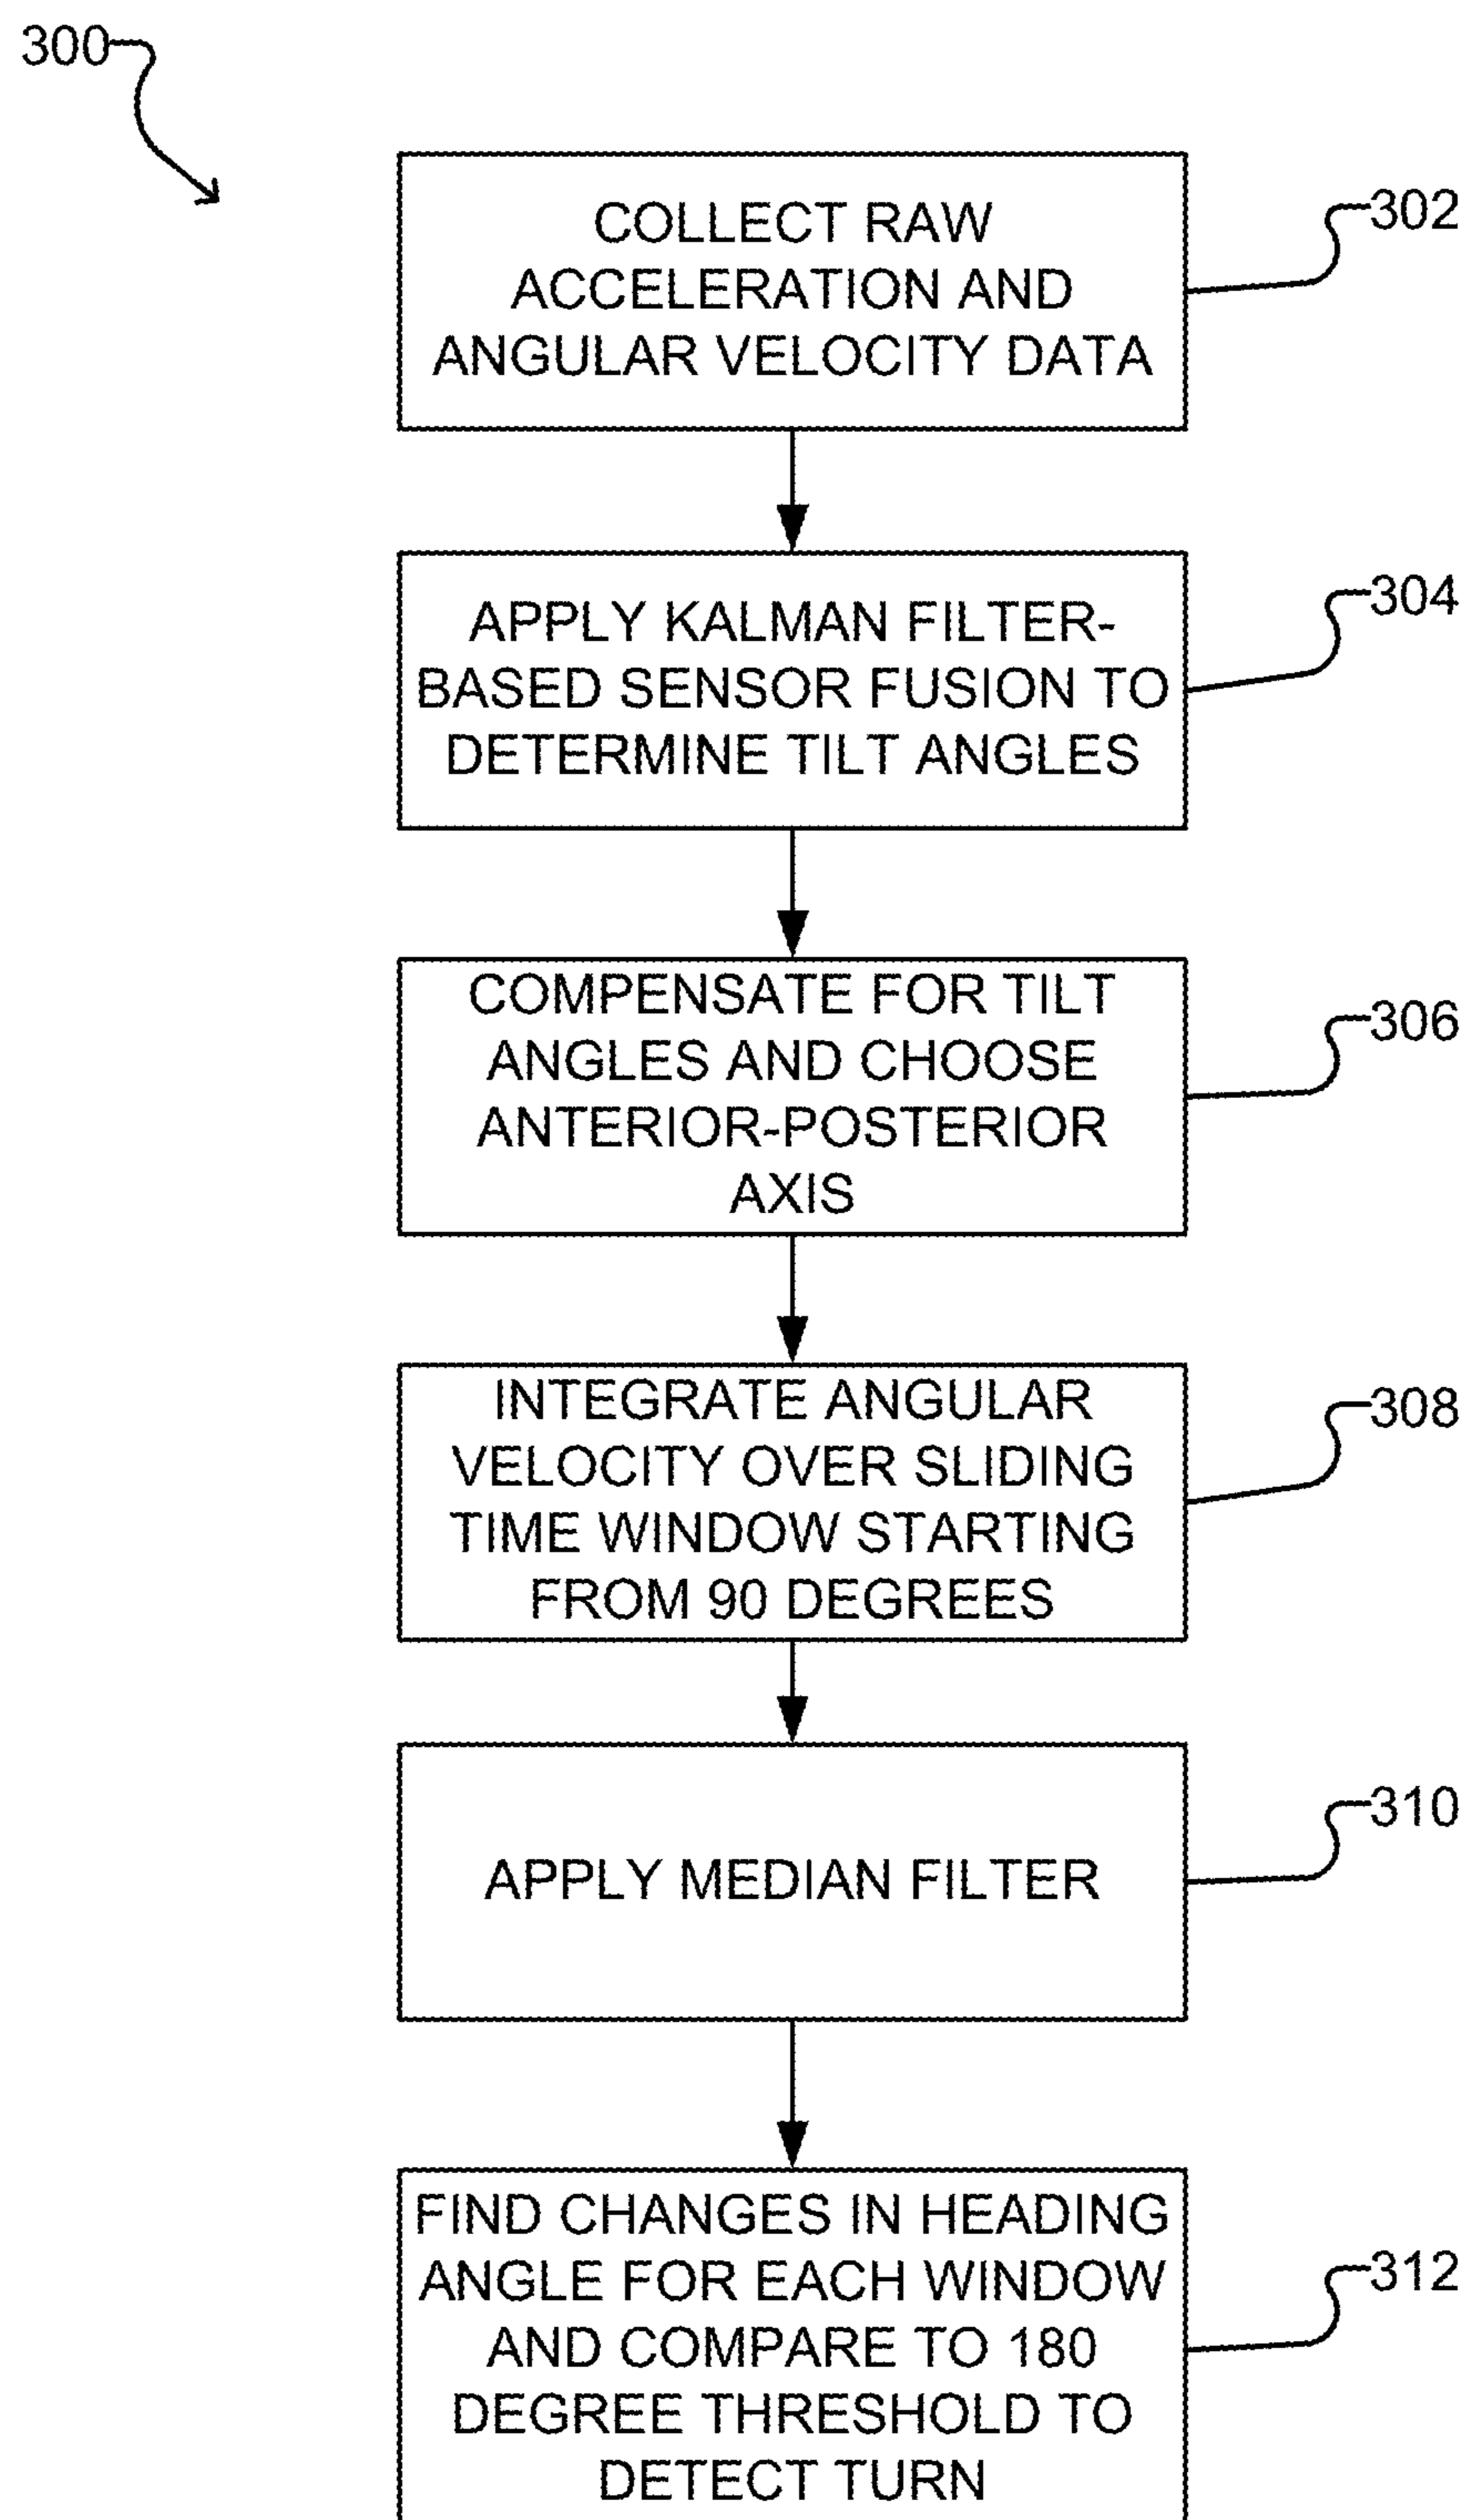 300
COLLECT RAW
ACCELERATION AND
ANGULAR VELOCITY DATA
302
APPLY KALMAN FILTER-
BASED SENSOR FUSION TO
DETERMINE TILT ANGLES
304
COMPENSATE FOR TILT
ANGLES AND CHOOSE
ANTERIOR-POSTERIOR
AXIS
306
INTEGRATE ANGULAR
VELOCITY OVER SLIDING
TIME WINDOW STARTING
FROM 90 DEGREES
308
APPLY MEDIAN FILTER
310
FIND CHANGES IN HEADING
ANGLE FOR EACH WINDOW
AND COMPARE TO 180
DEGREE THRESHOLD TO
DETECT TURN
312